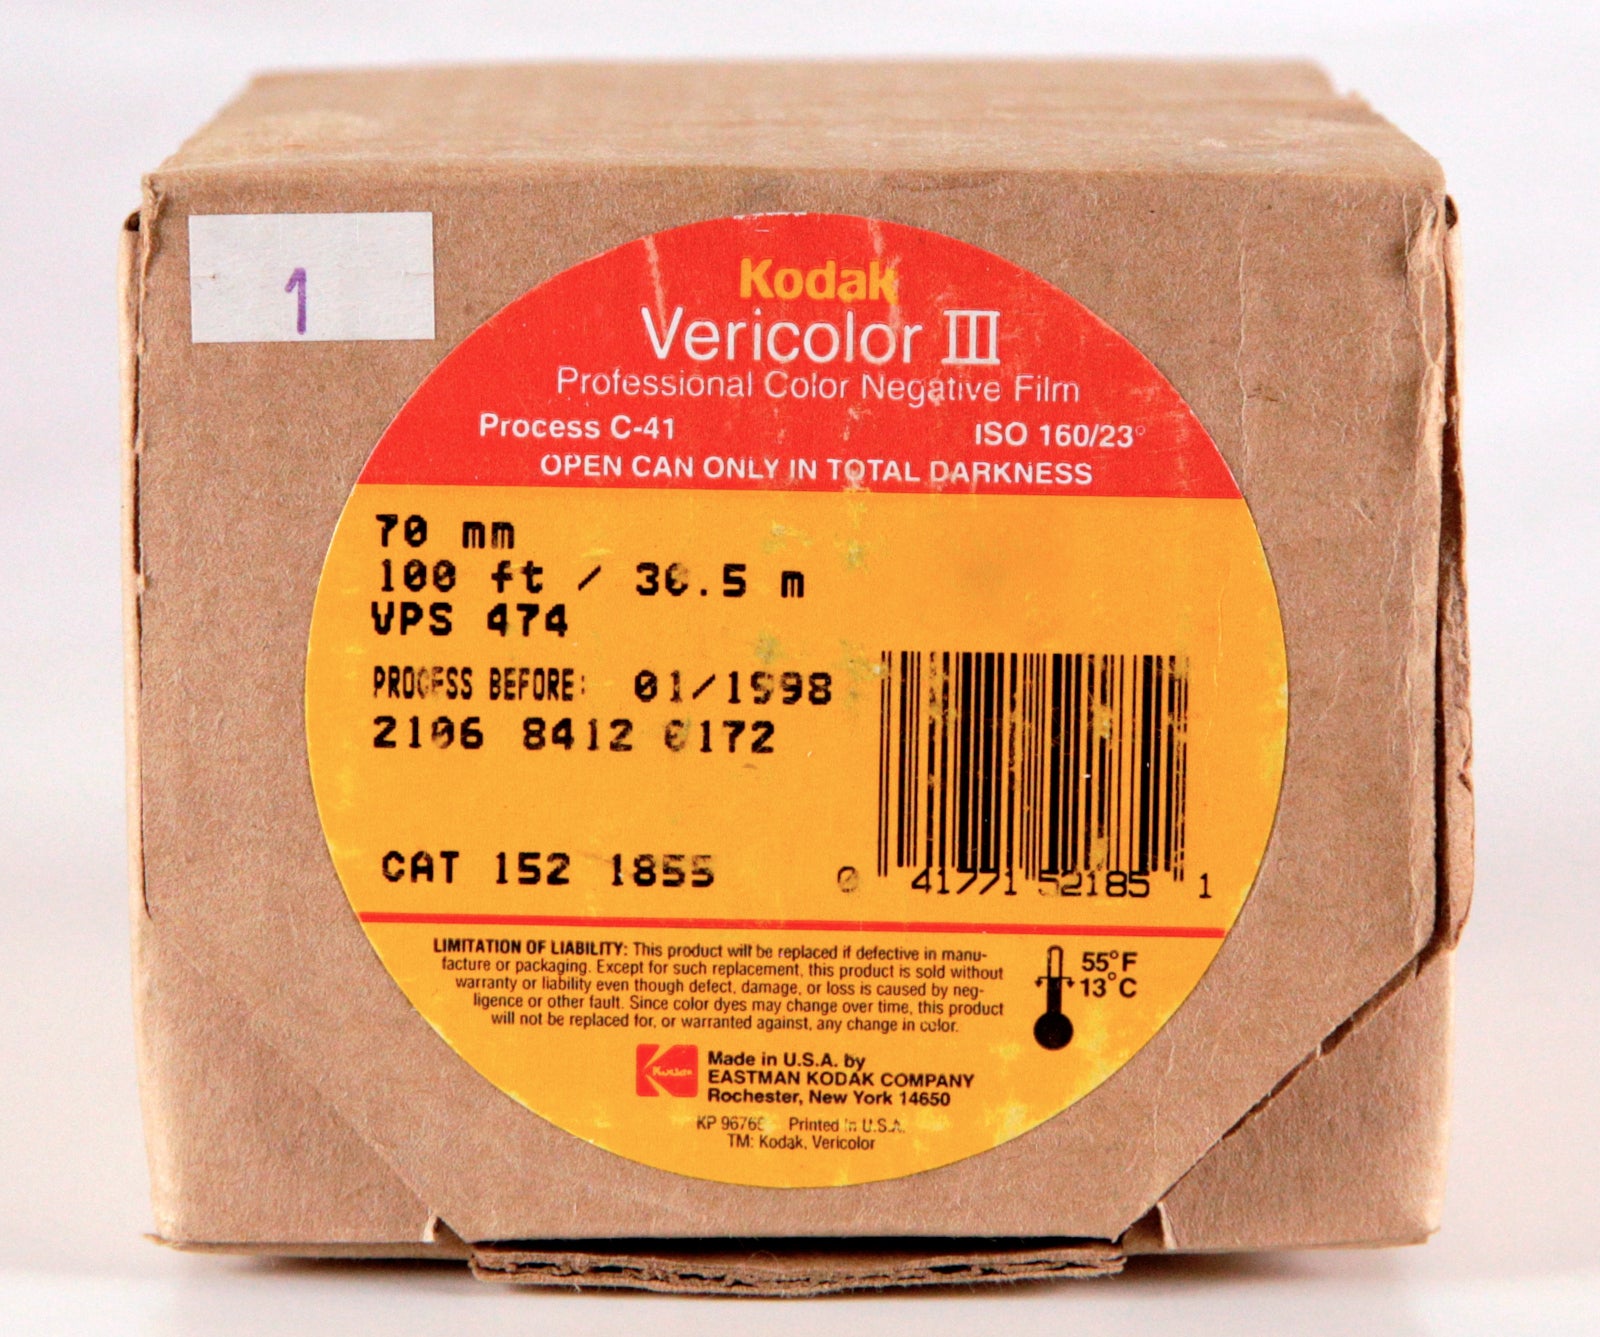 1
Kodak
Vericolor III
Professional Color Negative Film
Process C-41 ISO 160/23°
OPEN CAN ONLY IN TOTAL DARKNESS
70 mm
100 ft / 30.5 m
VPS 474
PROCESS BEFORE: 01/1998
2106 8412 0172
CAT 152 1855
0 41771 52185 1
LIMITATION OF LIABILITY: This product will be replaced if defective in manu-
facture or packaging. Except for such replacement, this product is sold without
warranty or liability even though defect, damage, or loss is caused by neg-
ligence or other fault. Since color dyes may change over time, this product
will not be replaced for, or warranted against, any change in color.
55°F
13°C
Kodak
Made in U.S.A. by
EASTMAN KODAK COMPANY
Rochester, New York 14650
KP Printed in U.S.A.
TM: Kodak, Vericolor